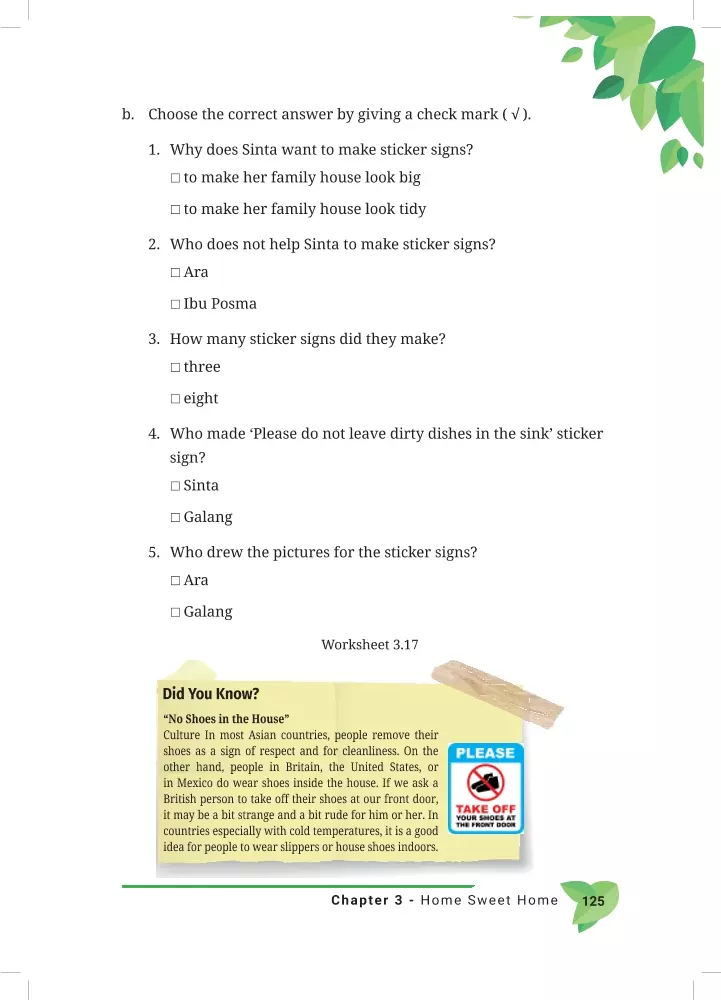 b. Choose the correct answer by giving a check mark ( √ ).
1. Why does Sinta want to make sticker signs?
□ to make her family house look big
□ to make her family house look tidy
2. Who does not help Sinta to make sticker signs?
□ Ara
□ Ibu Posma
3. How many sticker signs did they make?
□ three
□ eight
4. Who made ‘Please do not leave dirty dishes in the sink’ sticker
sign?
□ Sinta
□ Galang
5. Who drew the pictures for the sticker signs?
□ Ara
□ Galang
Worksheet 3.17
Did You Know?
“No Shoes in the House”
Culture In most Asian countries, people remove their
shoes as a sign of respect and for cleanliness. On the
other hand, people in Britain, the United States, or
in Mexico do wear shoes inside the house. If we ask a
British person to take off their shoes at our front door,
it may be a bit strange and a bit rude for him or her. In
countries especially with cold temperatures, it is a good
idea for people to wear slippers or house shoes indoors.
PLEASE
TAKE OFF
YOUR SHOES AT
THE FRONT DOOR
Chapter 3 - Home Sweet Home 125